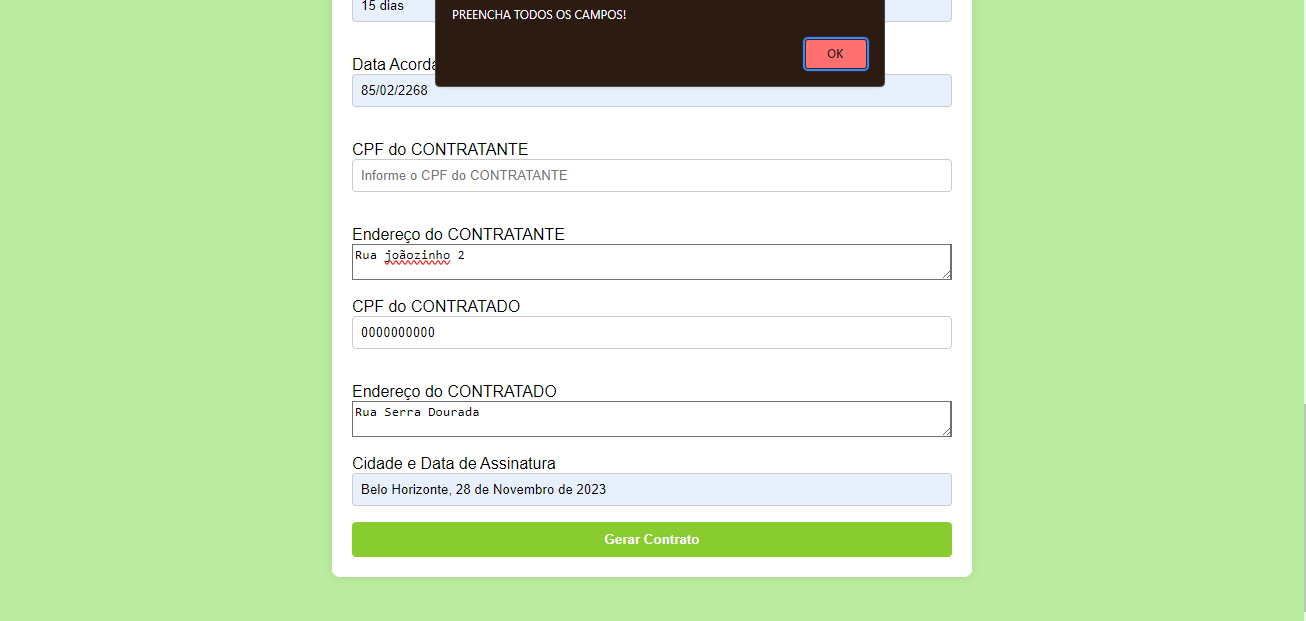 15 dias
PREENCHA TODOS OS CAMPOS!
OK
Data Acorda
85/02/2268
CPF do CONTRATANTE
Informe o CPF do CONTRATANTE
Endereço do CONTRATANTE
Rua joãozinho 2
CPF do CONTRATADO
0000000000
Endereço do CONTRATADO
Rua Serra Dourada
Cidade e Data de Assinatura
Belo Horizonte, 28 de Novembro de 2023
Gerar Contrato